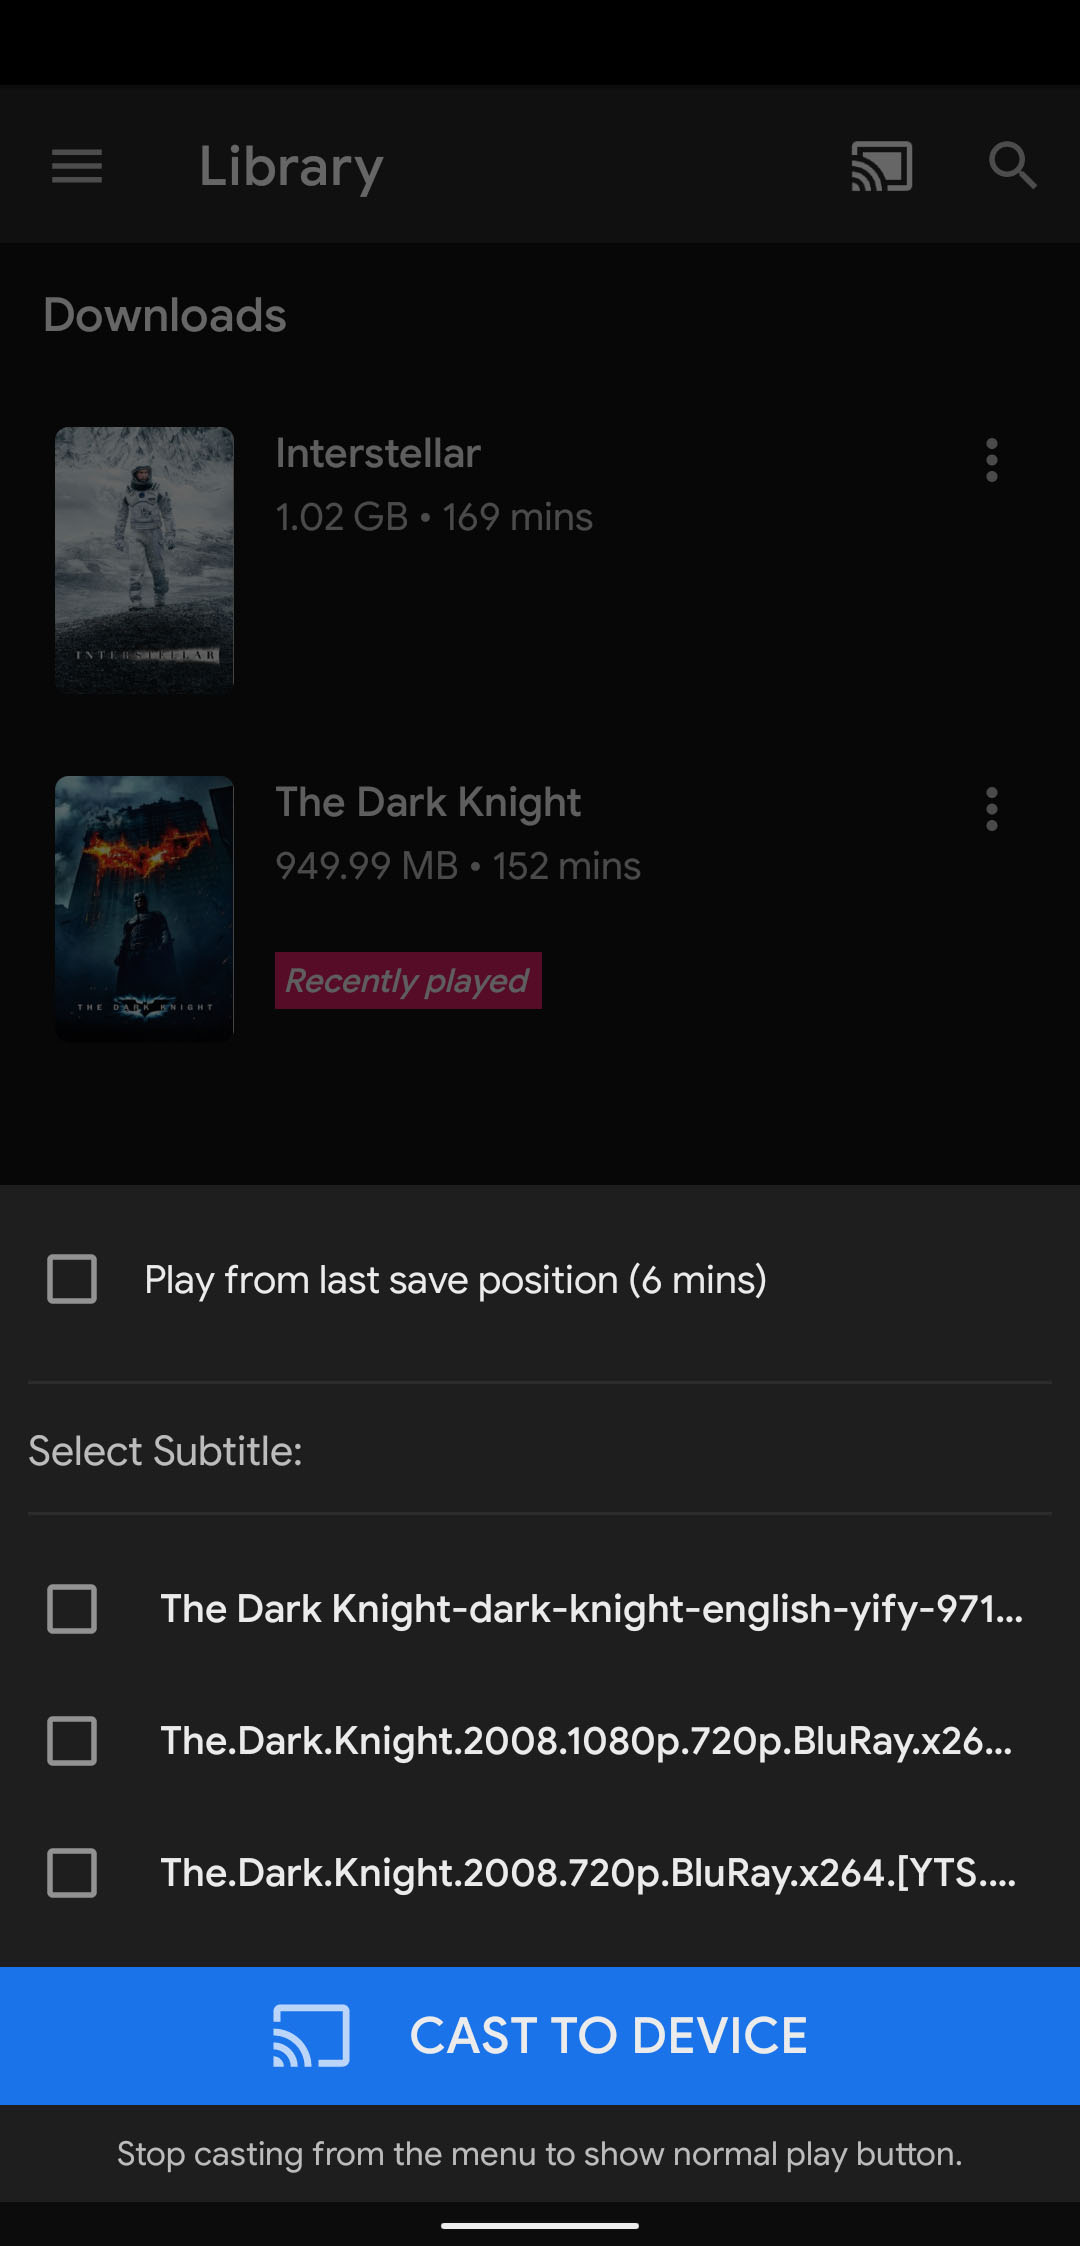 Library
Downloads
Interstellar
1.02 GB • 169 mins
INTERSTELLAR
The Dark Knight
949.99 MB • 152 mins
Recently played
THE DARK KNIGHT
Play from last save position (6 mins)
Select Subtitle:
The Dark Knight-dark-knight-english-yify-971...
The.Dark.Knight.2008.1080p.720p.BluRay.x26...
The.Dark.Knight.2008.720p.BluRay.x264.[YTS....
CAST TO DEVICE
Stop casting from the menu to show normal play button.